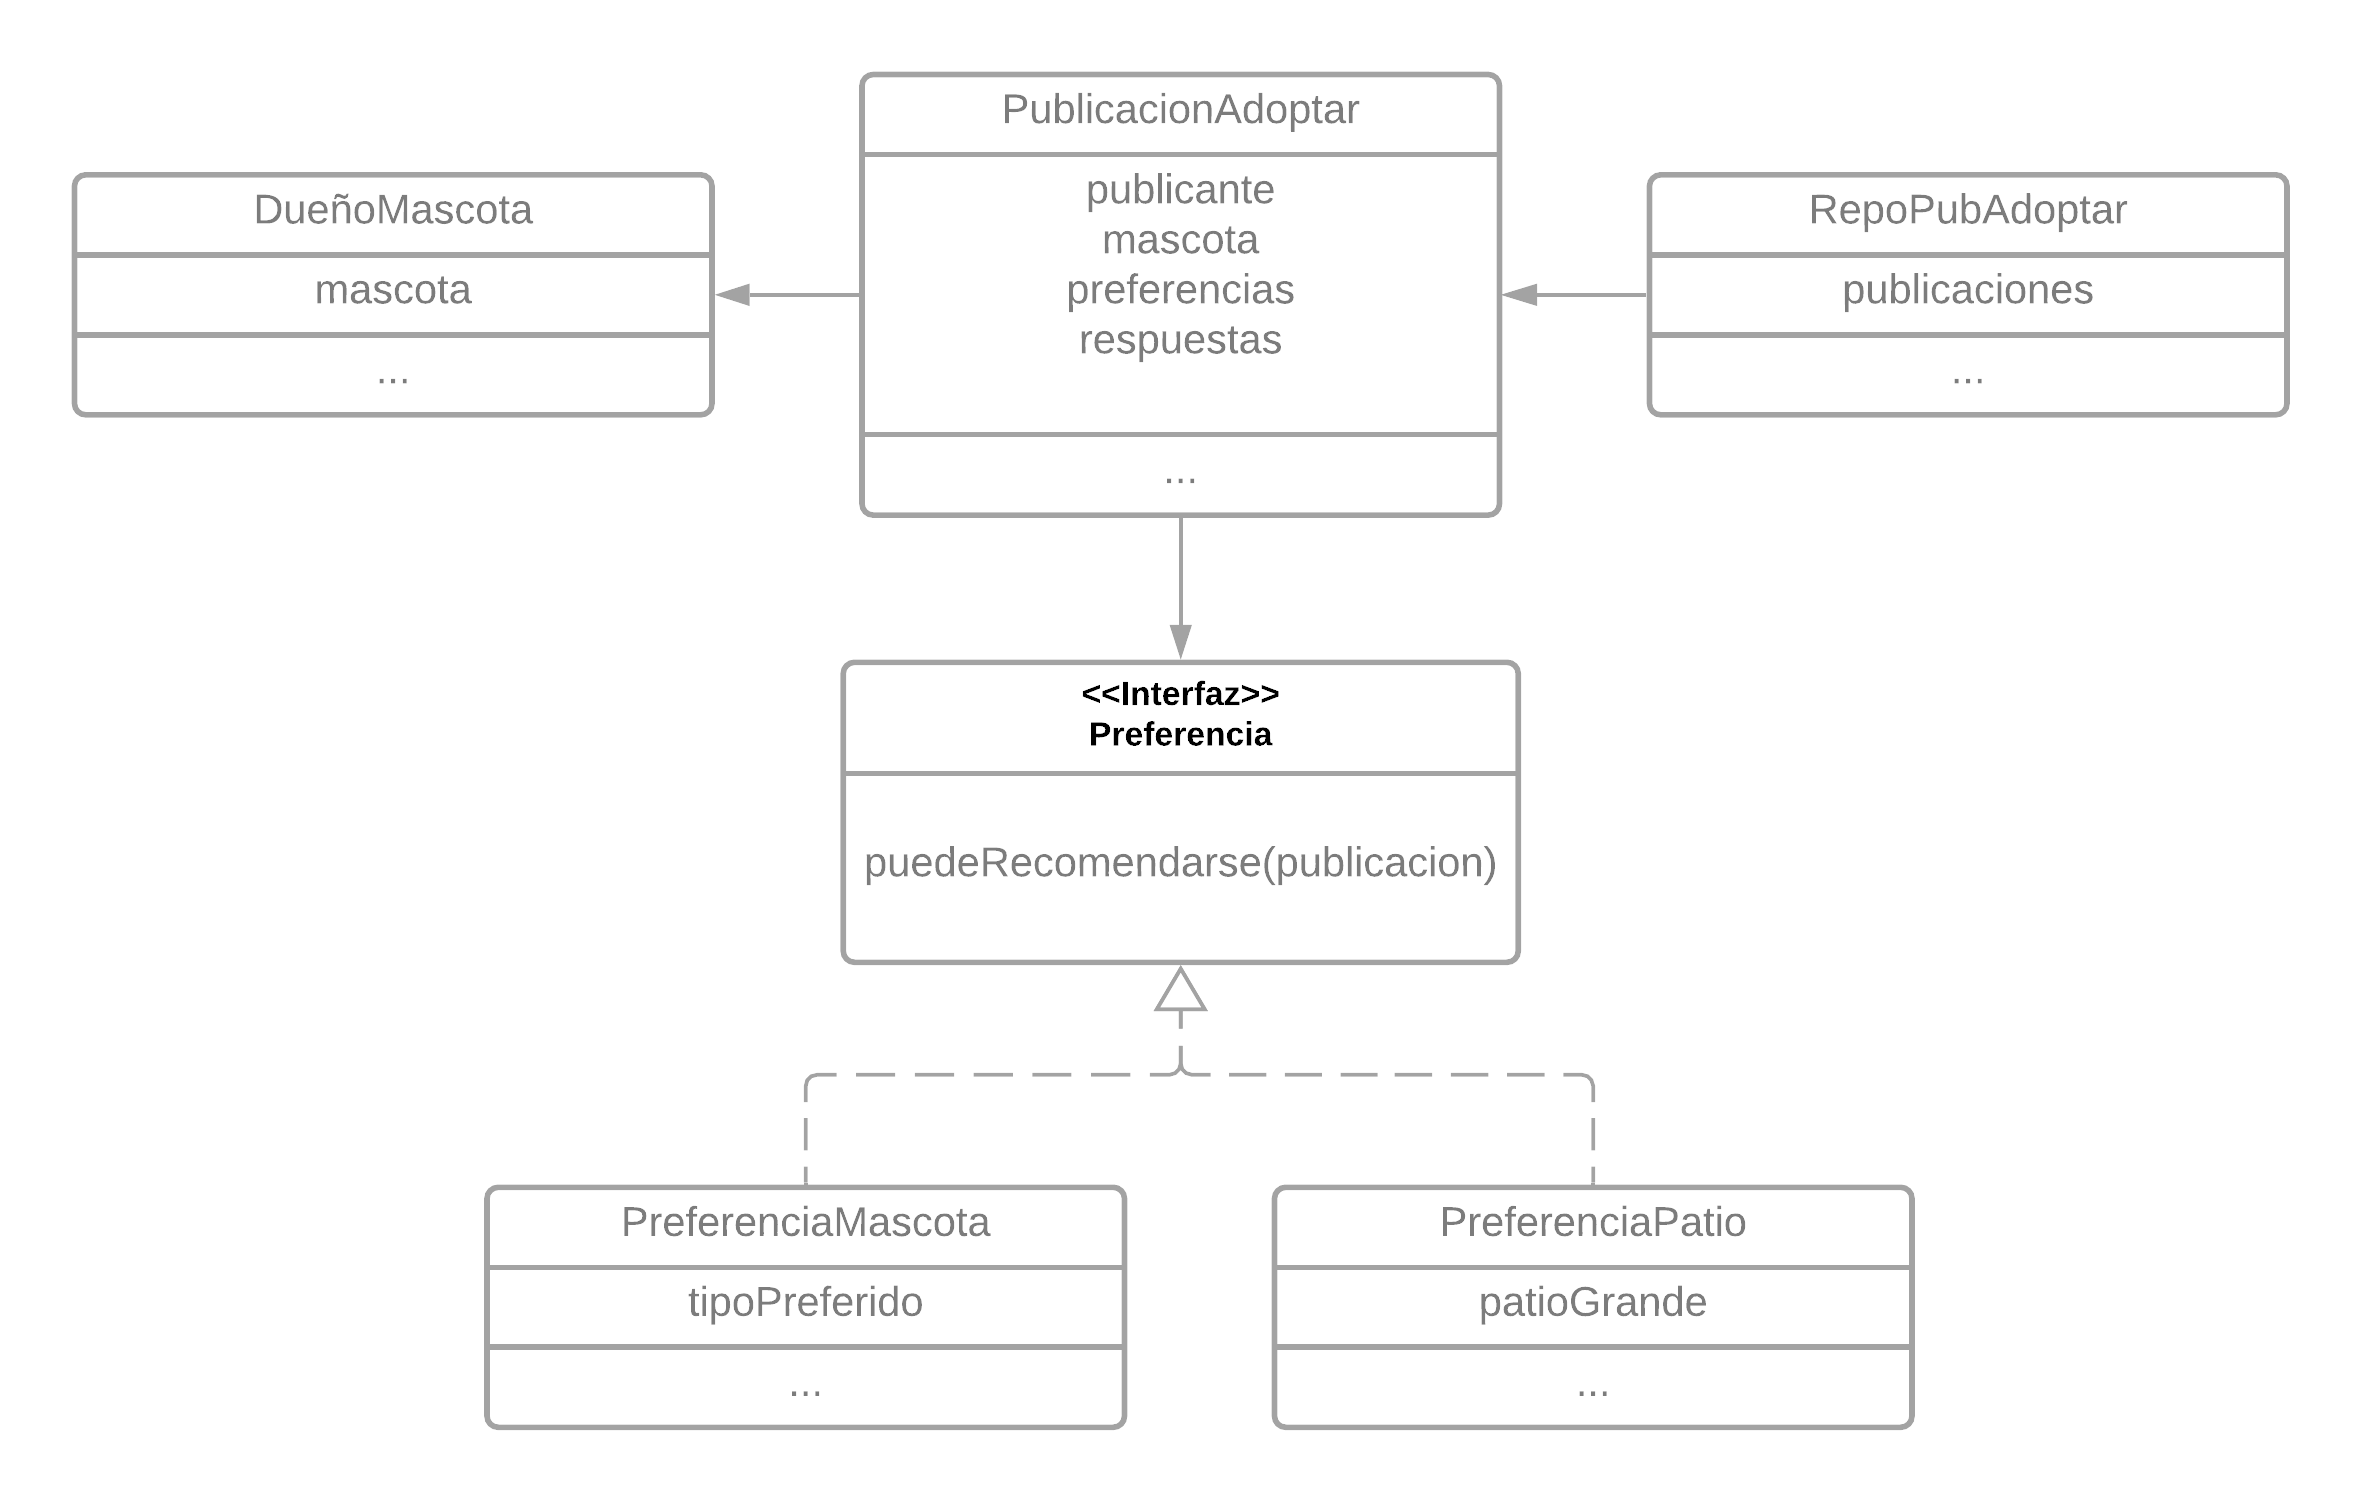 PublicacionAdoptar
publicante
mascota
preferencias
respuestas
...
DueñoMascota
mascota
...
RepoPubAdoptar
publicaciones
...
<<Interfaz>>
Preferencia
puedeRecomendarse(publicacion)
PreferenciaMascota
tipoPreferido
...
PreferenciaPatio
patioGrande
...